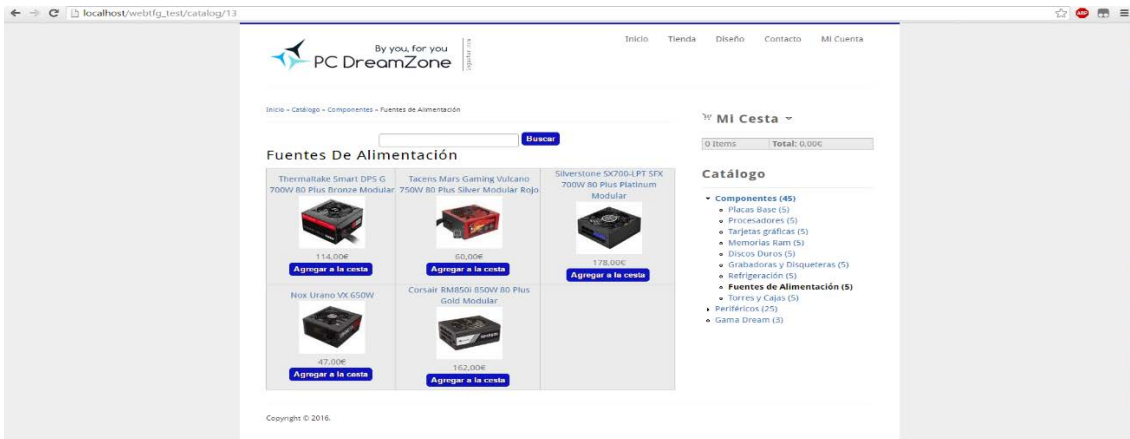 localhost/webtfg_test/catalog/13
ABP
By you, for you
PC DreamZone
Inicio Tienda Diseño Contacto Mi Cuenta
Inicio » Catálogo » Componentes » Fuentes de Alimentación
Buscar
Fuentes De Alimentación
Thermaltake Smart DPS G
700W 80 Plus Bronze Modular
114,00€
Agregar a la cesta
Tacens Mars Gaming Vulcano
750W 80 Plus Silver Modular Rojo
60,00€
Agregar a la cesta
Silverstone SX700-LPT SFX
700W 80 Plus Platinum
Modular
178,00€
Agregar a la cesta
Nox Urano VX 650W
47,00€
Agregar a la cesta
Corsair RM850i 850W 80 Plus
Gold Modular
162,00€
Agregar a la cesta
Mi Cesta
0 Items Total: 0,00€
Catálogo
Componentes (45)
Placas Base (5)
Procesadores (5)
Tarjetas gráficas (5)
Memorias Ram (5)
Discos Duros (5)
Grabadoras y Disqueteras (5)
Refrigeración (5)
Fuentes de Alimentación (5)
Torres y Cajas (5)
Periféricos (25)
Gama Dream (3)
Copyright © 2016.